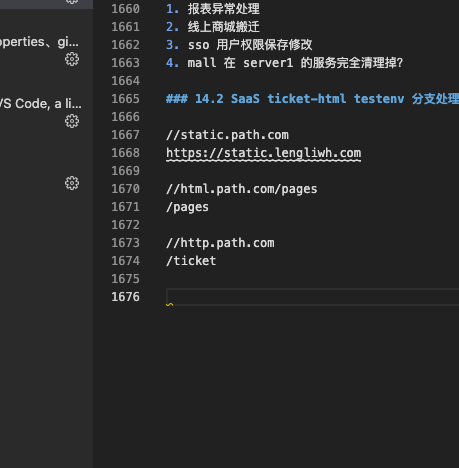 operties、gi...
VS Code, a li...
1660 1. 报表异常处理
1661 2. 线上商城搬迁
1662 3. sso 用户权限保存修改
1663 4. mall 在 server1 的服务完全清理掉?
1664
1665 ### 14.2 SaaS ticket-html testenv 分支处理
1666
1667 //static.path.com
1668 https://static.lengliwh.com
1669
1670 //html.path.com/pages
1671 /pages
1672
1673 //http.path.com
1674 /ticket
1675
1676